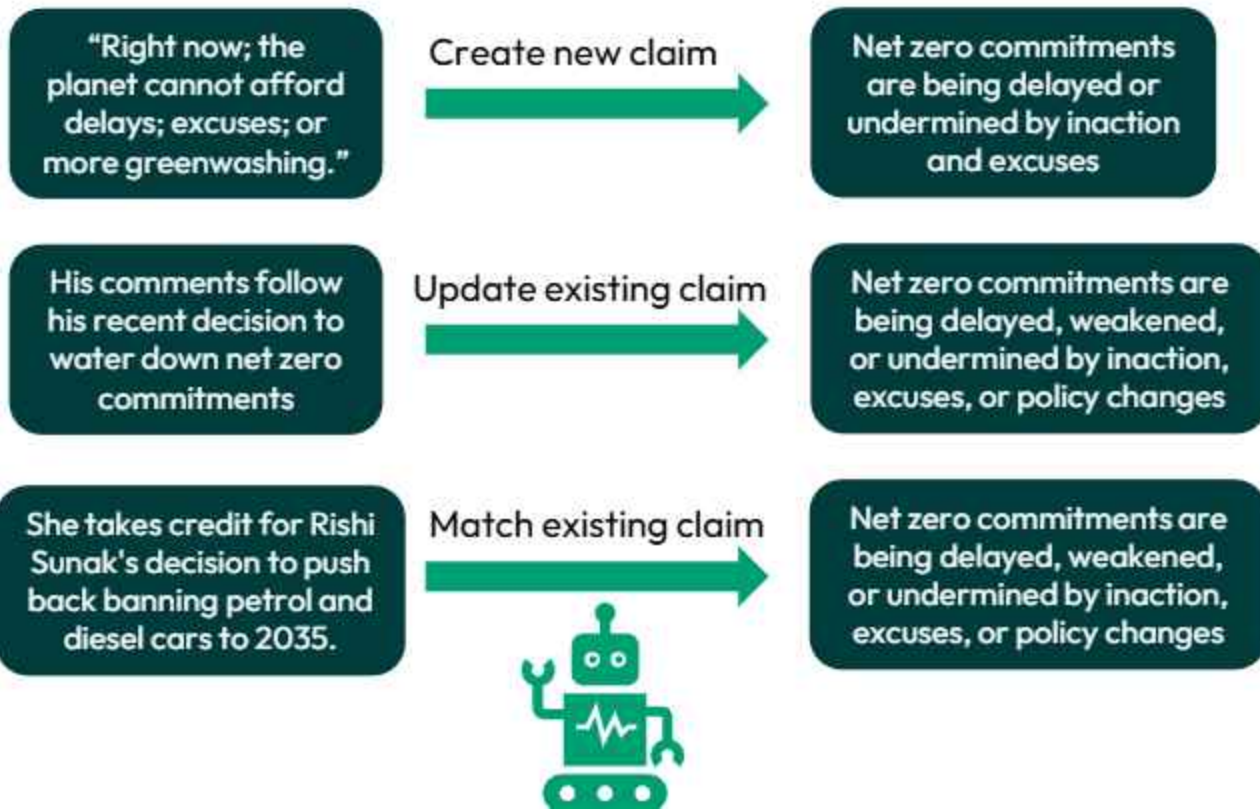 “Right now; the
planet cannot afford
delays; excuses; or
more greenwashing.”
Create new claim
Net zero commitments
are being delayed or
undermined by inaction
and excuses
His comments follow
his recent decision to
water down net zero
commitments
Update existing claim
Net zero commitments are
being delayed, weakened,
or undermined by inaction,
excuses, or policy changes
She takes credit for Rishi
Sunak's decision to push
back banning petrol and
diesel cars to 2035.
Match existing claim
Net zero commitments are
being delayed, weakened,
or undermined by inaction,
excuses, or policy changes